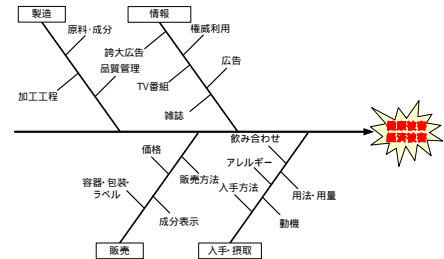 製造
情報
原料･成分
権威利用
誇大広告
品質管理
広告
TV番組
加工工程
雑誌
健康被害
経済被害
飲み合わせ
価格
アレルギー
販売方法
容器･包装･
ラベル
入手方法
用法･用量
成分表示
動機
販売
入手･摂取